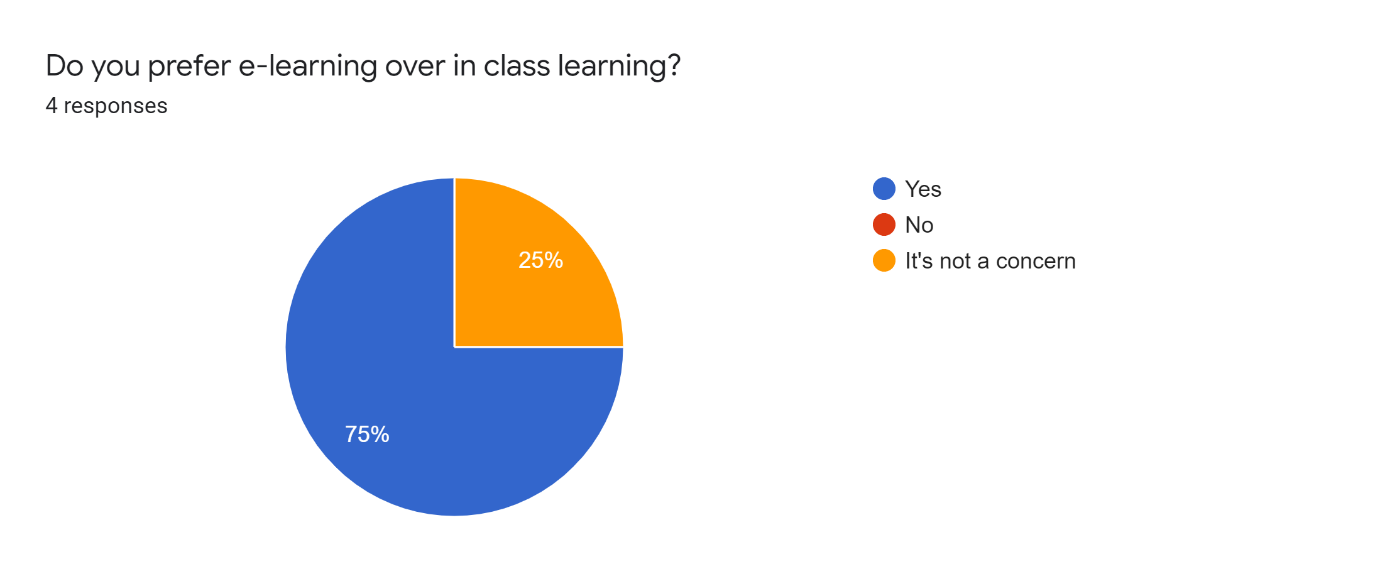 Do you prefer e-learning over in class learning?
4 responses
Yes
No
It's not a concern
25%
75%